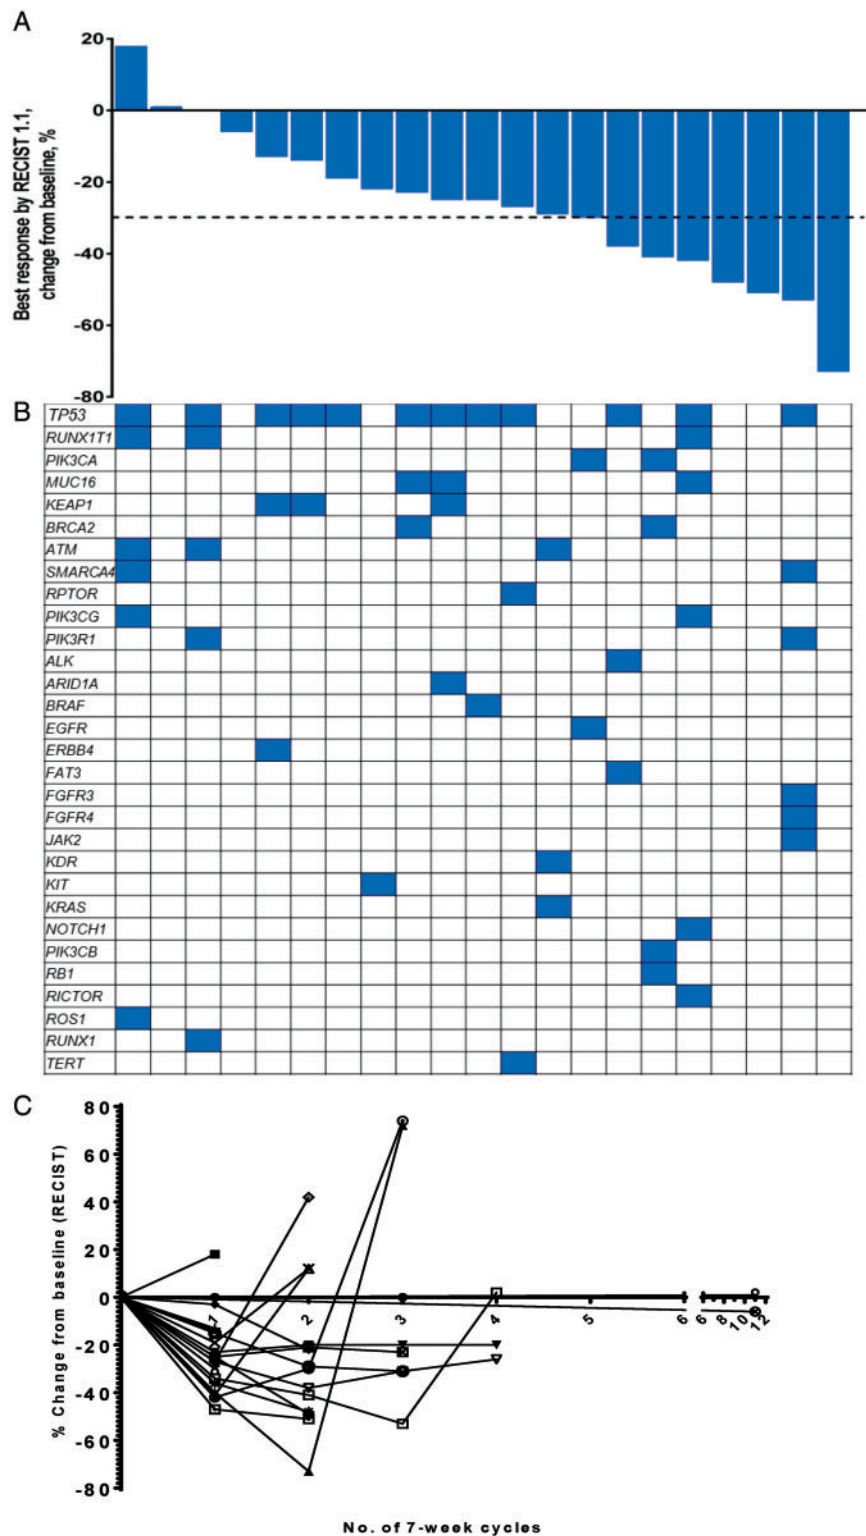 A
Best response by RECIST 1.1,
change from baseline, %
20
0
-20
-40
-60
-80
B
TP53
RUNX1T1
PIK3CA
MUC16
KEAP1
BRCA2
ATM
SMARCA4
RPTOR
PIK3CG
PIK3R1
ALK
ARID1A
BRAF
EGFR
ERBB4
FAT3
FGFR3
FGFR4
JAK2
KDR
KIT
KRAS
NOTCH1
PIK3CB
RB1
RICTOR
ROS1
RUNX1
TERT
C
% Change from baseline (RECIST)
80
60
40
20
0
-20
-40
-60
-80
1 2 3 4 5 6 6 8 10 12
No. of 7-week cycles